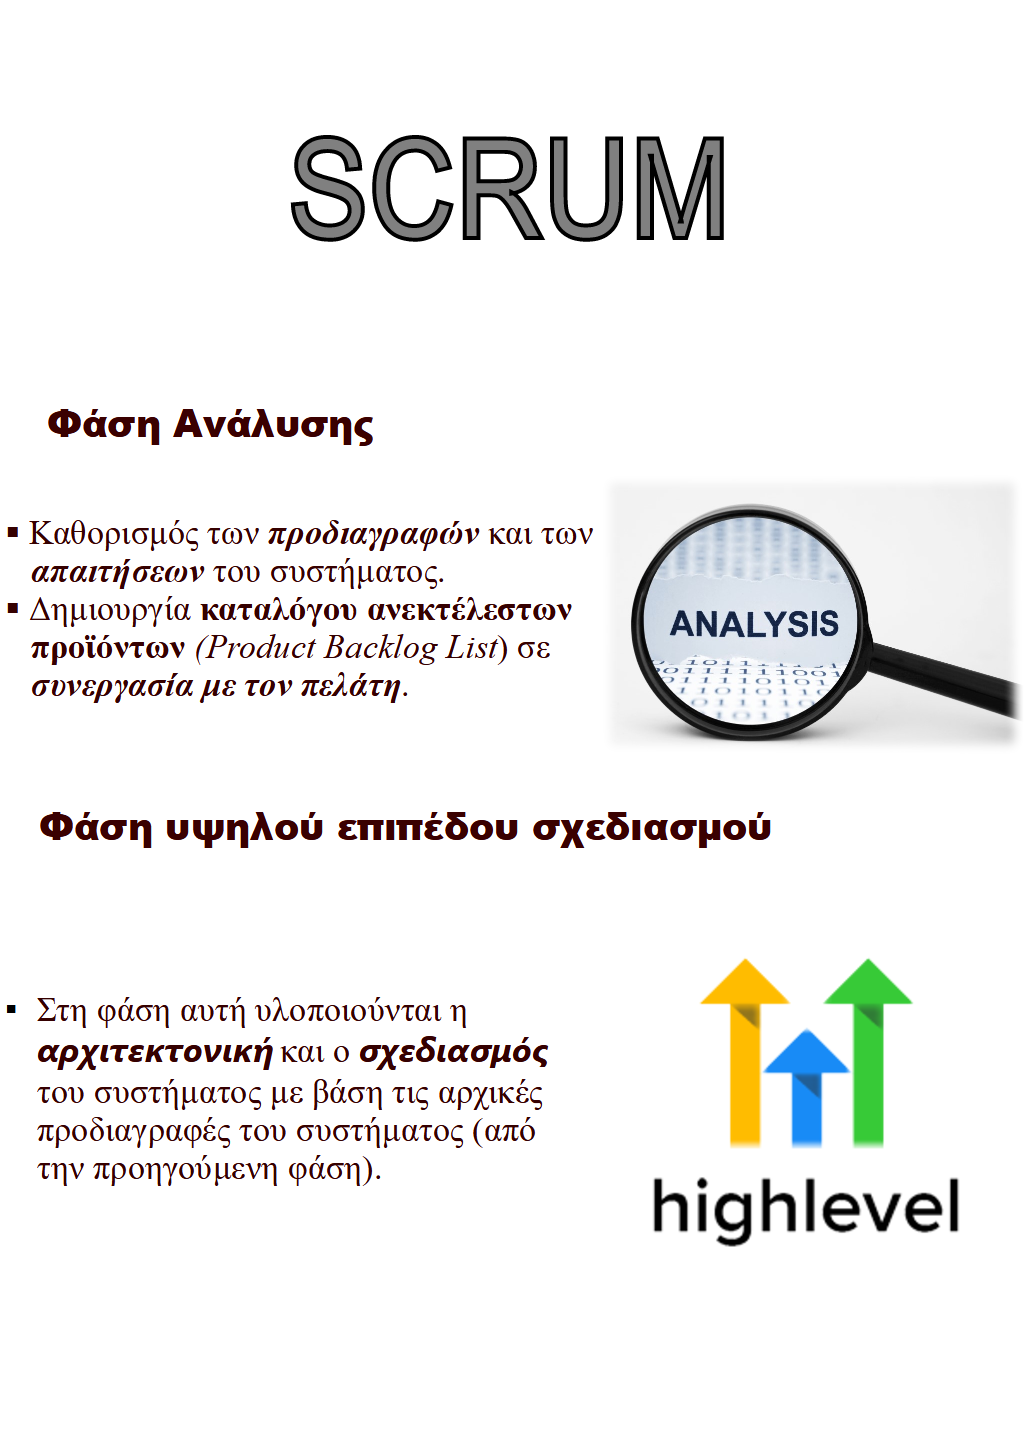 SCRUM
Φάση Ανάλυσης
▪ Καθορισμός των προδιαγραφών και των
απαιτήσεων του συστήματος.
▪ Δημιουργία καταλόγου ανεκτέλεστων
προϊόντων (Product Backlog List) σε
συνεργασία με τον πελάτη.
ANALYSIS
Φάση υψηλού επιπέδου σχεδιασμού
▪ Στη φάση αυτή υλοποιούνται η
αρχιτεκτονική και ο σχεδιασμός
του συστήματος με βάση τις αρχικές
προδιαγραφές του συστήματος (από
την προηγούμενη φάση).
highlevel